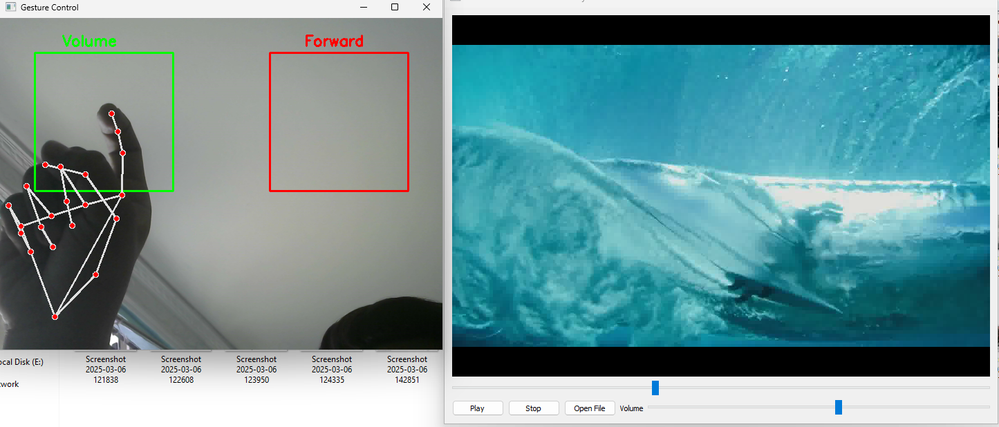 Gesture Control
Volume
Forward
ocal Disk (E:)
twork
Screenshot
2025-03-06
121838
Screenshot
2025-03-06
122608
Screenshot
2025-03-06
123950
Screenshot
2025-03-06
124335
Screenshot
2025-03-06
142851
Play
Stop
Open File
Volume